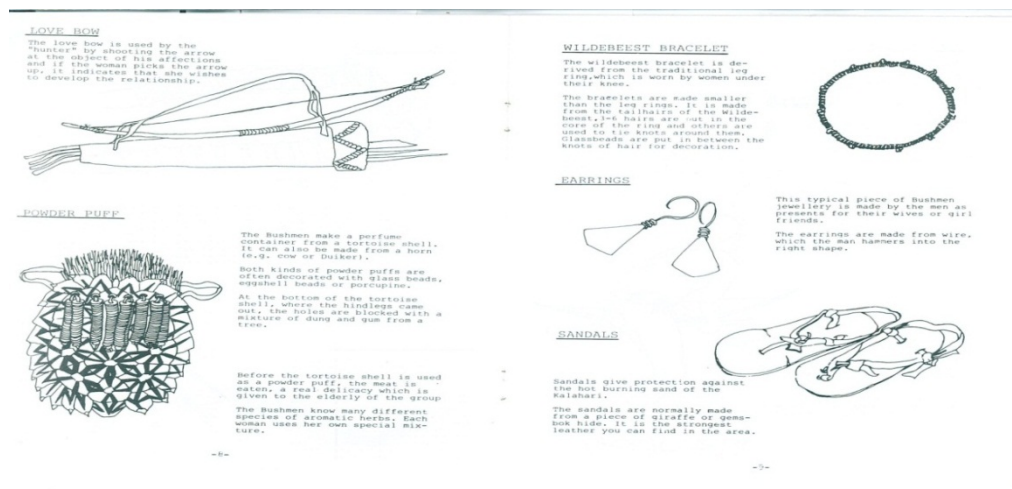 LOVE BOW
The love bow is used by the
"hunter" by shooting the arrow
at the object of his affections
and if the woman picks the arrow
up, it indicates that she wishes
to develop the relationship.
POWDER PUFF
The Bushmen make a perfume
container from a tortoise shell.
It can also be made from a horn
(e.g. cow or Duiker).
Both kinds of powder puffs are
often decorated with glass beads,
eggshell beads or porcupine.
At the bottom of the tortoise
shell, where the hindlegs came
out, the holes are blocked with a
mixture of dung and gum from a
tree.
Before the tortoise shell is used
as a powder puff, the meat is
eaten, a real delicacy which is
given to the elderly of the group
The Bushmen know many different
species of aromatic herbs. Each
woman uses her own special mix-
ture.
-8-
WILDEBEEST BRACELET
The wildebeest bracelet is de-
rived from the traditional leg
ring,which is worn by women under
their knee.
The bracelets are made smaller
than the leg rings. It is made
from the tailhairs of the Wilde-
beest,1-6 hairs are put in the
core of the ring and others are
used to tie knots around them.
Glassbeads are put in between the
knots of hair for decoration.
EARRINGS
This typical piece of Bushmen
jewellery is made by the men as
presents for their wives or girl
friends.
The earrings are made from wire,
which the man hammers into the
right shape.
SANDALS
Sandals give protection against
the hot burning sand of the
Kalahari.
The sandals are normally made
from a piece of giraffe or gems-
bok hide. It is the strongest
leather you can find in the area.
-9-